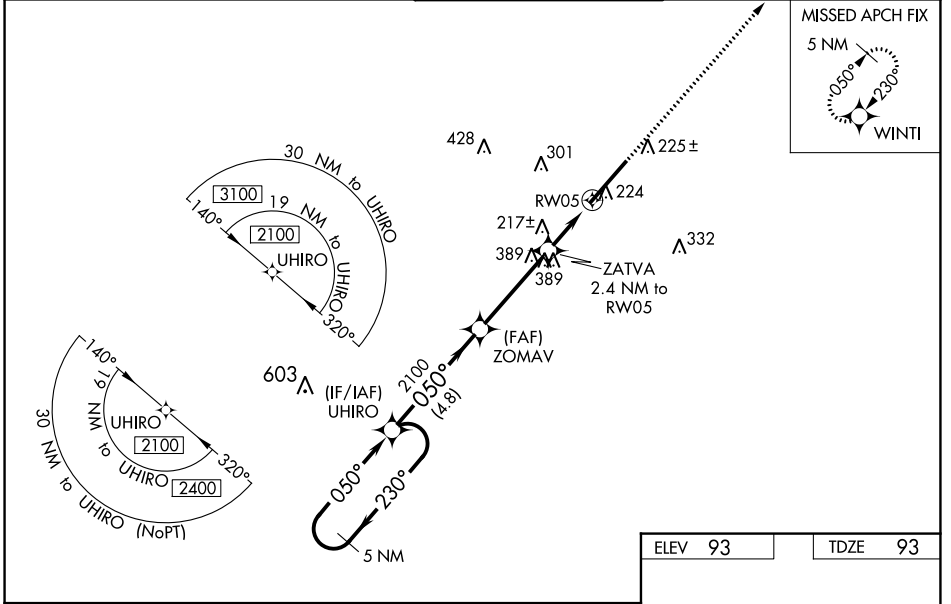 MISSED APCH FIX
5 NM
050°
230°
WINTI
428
301
225±
30 NM to UHIRO
3100
19 NM to UHIRO
140°
2100
UHIRO
320°
RW05
224
217±
332
389
389
ZATVA
2.4 NM to
RW05
(FAF)
ZOMAV
603
(IF/IAF)
UHIRO
2100
050°
(4.8)
140°
19 NM to UHIRO
UHIRO
2100
320°
2400
30 NM to UHIRO (NoPT)
050°
230°
5 NM
ELEV 93
TDZE 93